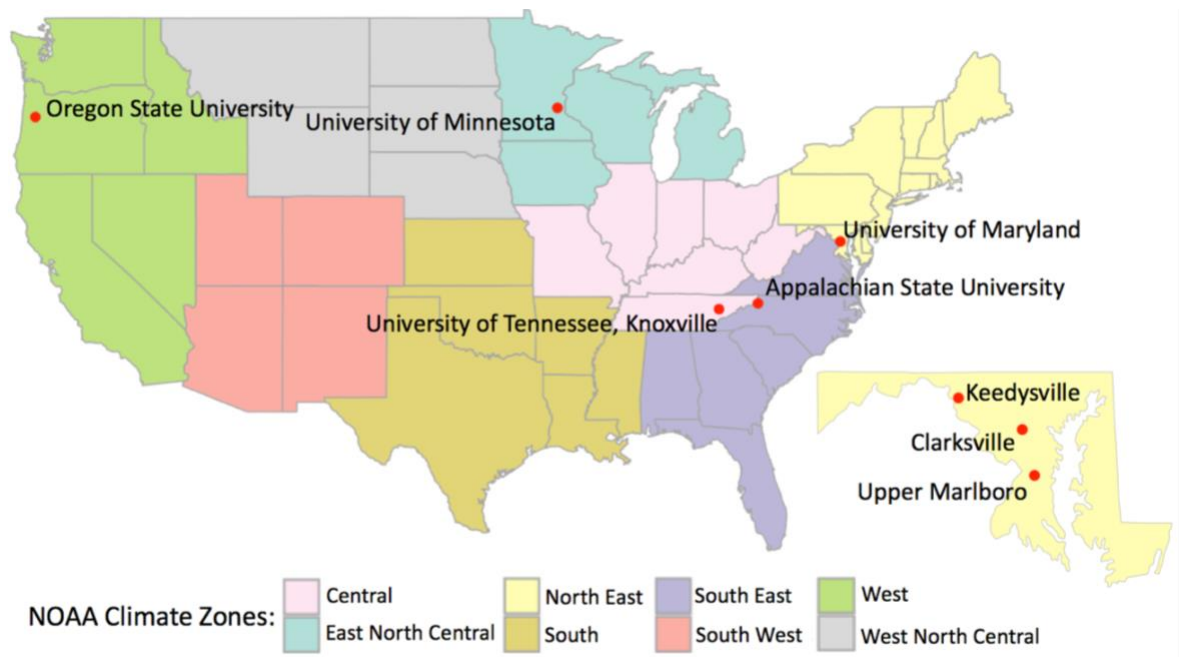 Oregon State University
University of Minnesota
University of Maryland
Appalachian State University
University of Tennessee, Knoxville
Keedysville
Clarksville
Upper Marlboro
NOAA Climate Zones:
Central
North East
South East
West
East North Central
South
South West
West North Central